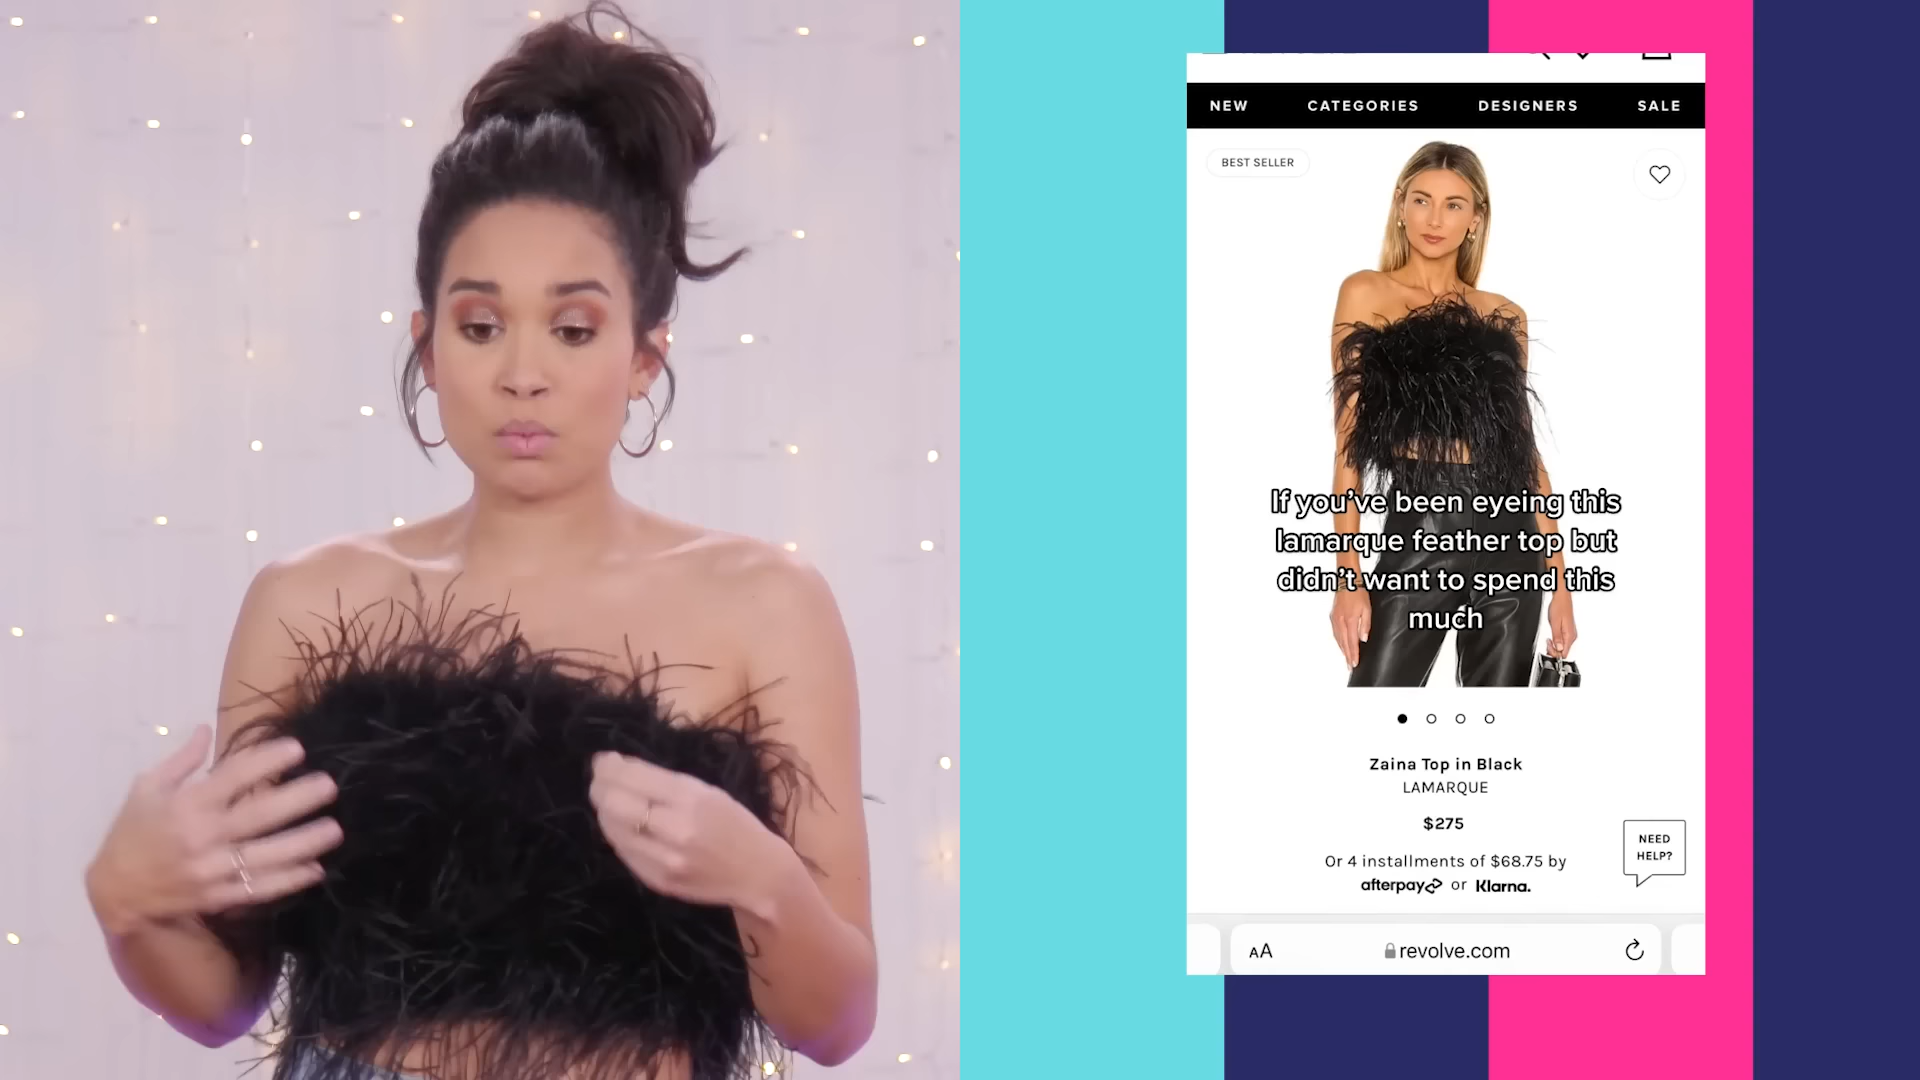 NEW CATEGORIES DESIGNERS SALE
BEST SELLER
If you've been eyeing this
lamarque feather top but
didn't want to spend this
much
Zaina Top in Black
LAMARQUE
$275
NEED
HELP?
Or 4 installments of $68.75 by
afterpay or Klarna.
AA revolve.com